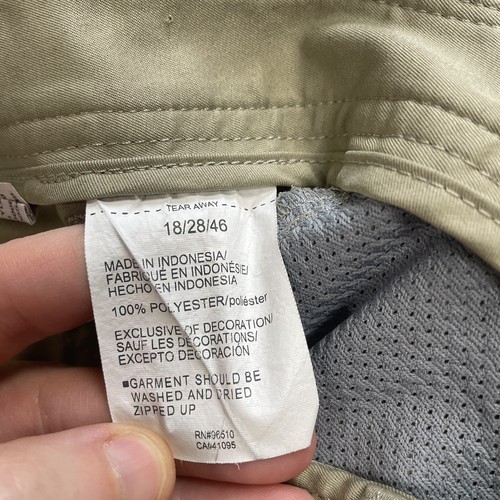 TEAR AWAY
18/28/46
MADE IN INDONESIA/
FABRIQUÉ EN INDONÉSIE/
HECHO EN INDONESIA
100% POLYESTER/poliéster
EXCLUSIVE OF DECORATION/
SAUF LES DECORATIONS/
EXCEPTO DECORACIÓN
■GARMENT SHOULD BE
WASHED AND DRIED
ZIPPED UP
RN#96510
CA#41095